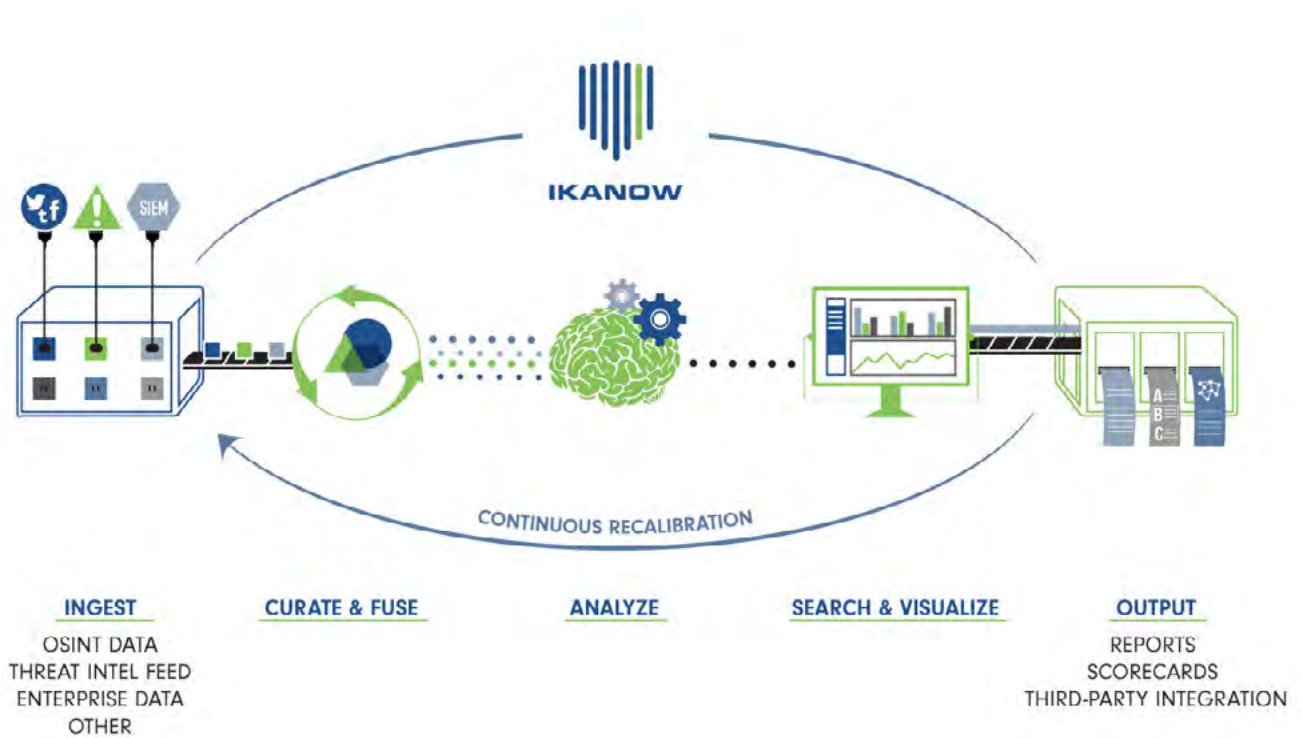 IKANOW
SIEM
A
B
C
CONTINUOUS RECALIBRATION
INGEST
OSINT DATA
THREAT INTEL FEED
ENTERPRISE DATA
OTHER
CURATE & FUSE
ANALYZE
SEARCH & VISUALIZE
OUTPUT
REPORTS
SCORECARDS
THIRD-PARTY INTEGRATION